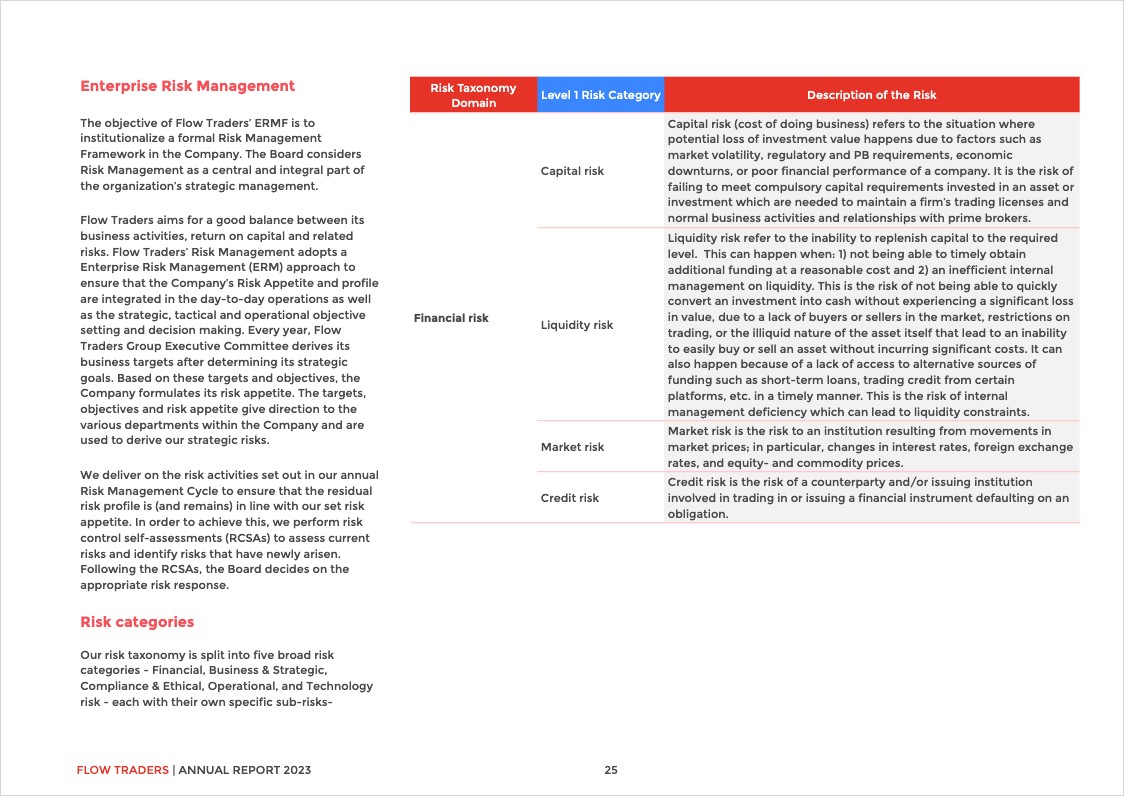 Enterprise Risk Management
The objective of Flow Traders’ ERMF is to
institutionalize a formal Risk Management
Framework in the Company. The Board considers
Risk Management as a central and integral part of
the organization’s strategic management.
Flow Traders aims for a good balance between its
business activities, return on capital and related
risks. Flow Traders’ Risk Management adopts a
Enterprise Risk Management (ERM) approach to
ensure that the Company’s Risk Appetite and profile
are integrated in the day-to-day operations as well
as the strategic, tactical and operational objective
setting and decision making. Every year, Flow
Traders Group Executive Committee derives its
business targets after determining its strategic
goals. Based on these targets and objectives, the
Company formulates its risk appetite. The targets,
objectives and risk appetite give direction to the
various departments within the Company and are
used to derive our strategic risks.
We deliver on the risk activities set out in our annual
Risk Management Cycle to ensure that the residual
risk profile is (and remains) in line with our set risk
appetite. In order to achieve this, we perform risk
control self-assessments (RCSAs) to assess current
risks and identify risks that have newly arisen.
Following the RCSAs, the Board decides on the
appropriate risk response.
Risk categories
Our risk taxonomy is split into five broad risk
categories - Financial, Business & Strategic,
Compliance & Ethical, Operational, and Technology
risk - each with their own specific sub-risks-
Risk Taxonomy
Domain
Level 1 Risk Category
Description of the Risk
Financial risk
Capital risk
Capital risk (cost of doing business) refers to the situation where
potential loss of investment value happens due to factors such as
market volatility, regulatory and PB requirements, economic
downturns, or poor financial performance of a company. It is the risk of
failing to meet compulsory capital requirements invested in an asset or
investment which are needed to maintain a firm’s trading licenses and
normal business activities and relationships with prime brokers.
Liquidity risk
Liquidity risk refer to the inability to replenish capital to the required
level.  This can happen when: 1) not being able to timely obtain
additional funding at a reasonable cost and 2) an inefficient internal
management on liquidity. This is the risk of not being able to quickly
convert an investment into cash without experiencing a significant loss
in value, due to a lack of buyers or sellers in the market, restrictions on
trading, or the illiquid nature of the asset itself that lead to an inability
to easily buy or sell an asset without incurring significant costs. It can
also happen because of a lack of access to alternative sources of
funding such as short-term loans, trading credit from certain
platforms, etc. in a timely manner. This is the risk of internal
management deficiency which can lead to liquidity constraints.
Market risk
Market risk is the risk to an institution resulting from movements in
market prices; in particular, changes in interest rates, foreign exchange
rates, and equity- and commodity prices.
Credit risk
Credit risk is the risk of a counterparty and/or issuing institution
involved in trading in or issuing a financial instrument defaulting on an
obligation.
FLOW TRADERS | ANNUAL REPORT 2023
25